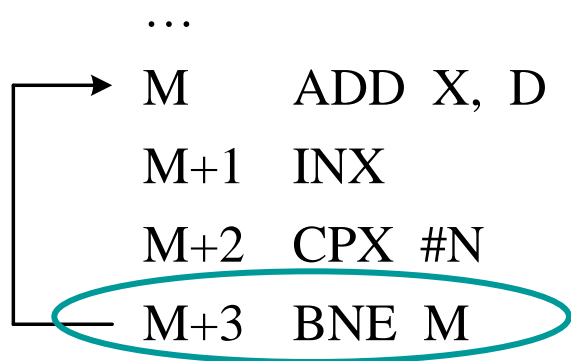 …
M ADD X, D
M+1 INX
M+2 CPX #N
M+3 BNE M